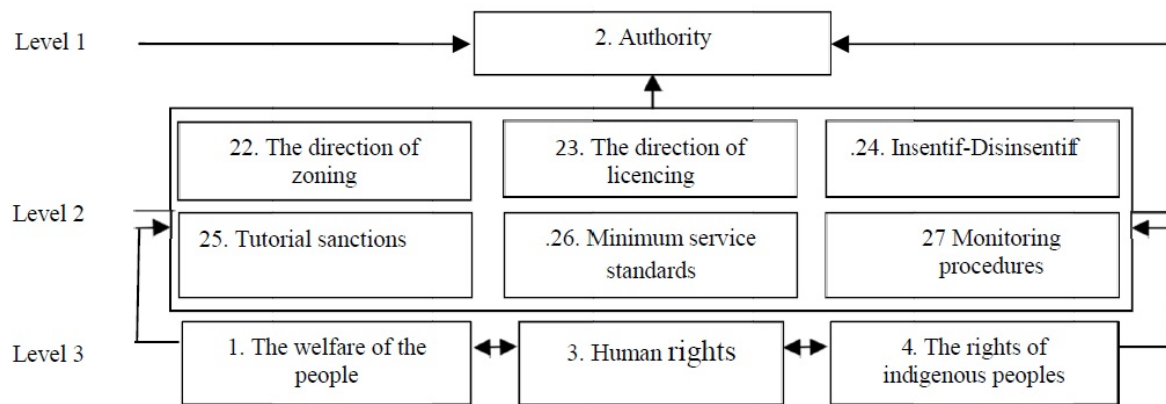 Level 1
2. Authority
22. The direction of
zoning
23. The direction of
licencing
.24. Insentif-Disinsentiff
Level 2
25. Tutorial sanctions
.26. Minimum service
standards
27 Monitoring
procedures
Level 3
1. The welfare of the
people
3. Human rights
4. The rights of
indigenous peoples